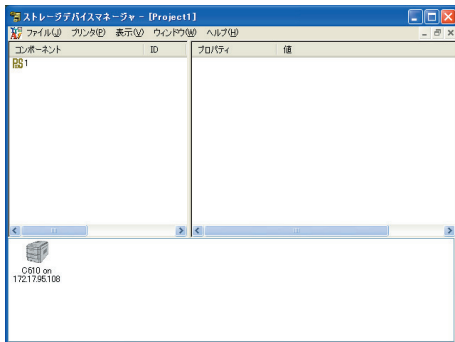 ストレージデバイスマネージャ - [Project1]
ファイル(J) プリンタ(P) 表示(V) ウィンドウ(W) ヘルプ(H)
コンポーネント ID プロパティ 値
PS 1
C610 on
172.17.95.108